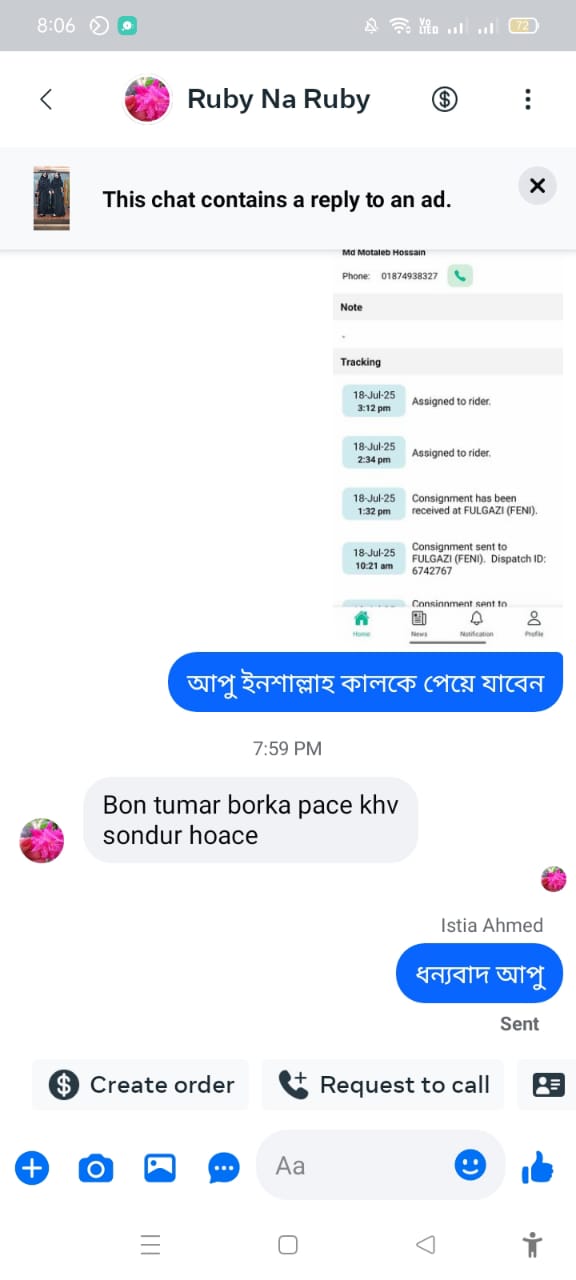 8:06
Vo
LTE
72
Ruby Na Ruby
This chat contains a reply to an ad.
Md Motaleb Hossain
Phone: 01874938327
Note
.
Tracking
18-Jul-25
3:12 pm
Assigned to rider.
18-Jul-25
2:34 pm
Assigned to rider.
18-Jul-25
1:32 pm
Consignment has been
received at FULGAZI (FENI).
18-Jul-25
10:21 am
Consignment sent to
FULGAZI (FENI). Dispatch ID:
6742767
Consignment sent to
Home
News
Notification
Profile
আপু ইনশাল্লাহ কালকে পেয়ে যাবেন
7:59 PM
Bon tumar borka pace khv
sondur hoace
Istia Ahmed
ধন্যবাদ আপু
Sent
Create order
Request to call
Aa